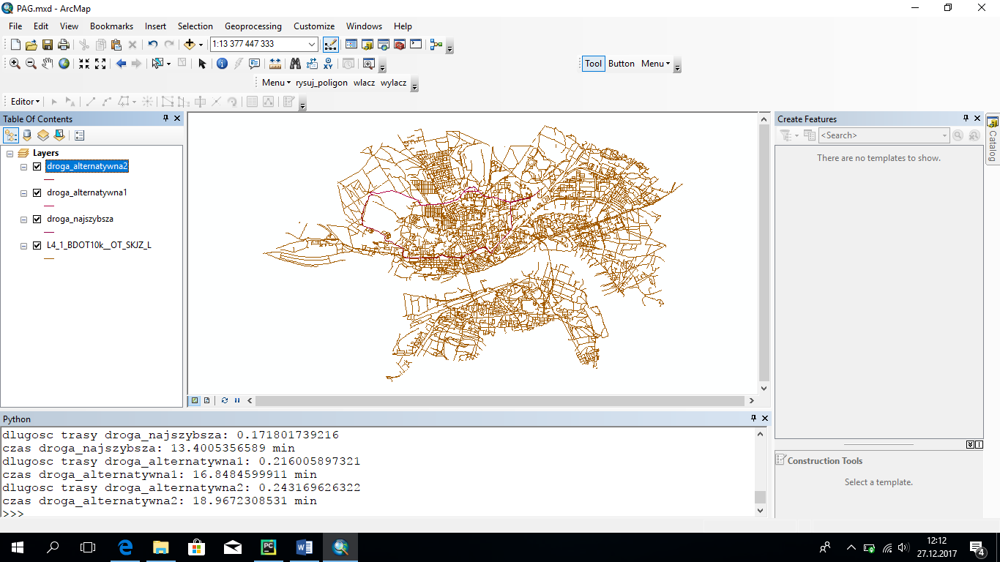 PAG.mxd - ArcMap
File Edit View Bookmarks Insert Selection Geoprocessing Customize Windows Help
1:13 377 447 333
Tool Button Menu
Menu rysuj_poligon wlacz wylacz
Editor
Table Of Contents
Layers
droga_alternatywna2
droga_alternatywna1
droga_najszybsza
L4_1_BDOT10k__OT_SKJZ_L
Create Features
<Search>
There are no templates to show.
Catalog
Construction Tools
Select a template.
Python
dlugosc trasy droga_najszybsza: 0.171801739216
czas droga_najszybsza: 13.4005356589 min
dlugosc trasy droga_alternatywna1: 0.216005897321
czas droga_alternatywna1: 16.8484599911 min
dlugosc trasy droga_alternatywna2: 0.243169626322
czas droga_alternatywna2: 18.9672308531 min
>>>
12:12
27.12.2017
4